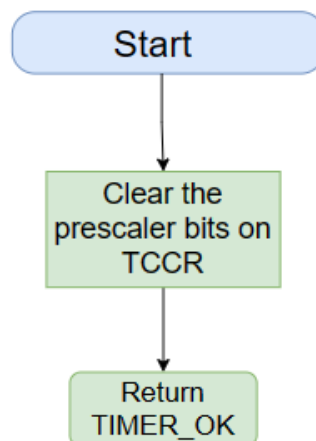 Start
Clear the
prescaler bits on
TCCR
Return
TIMER_OK